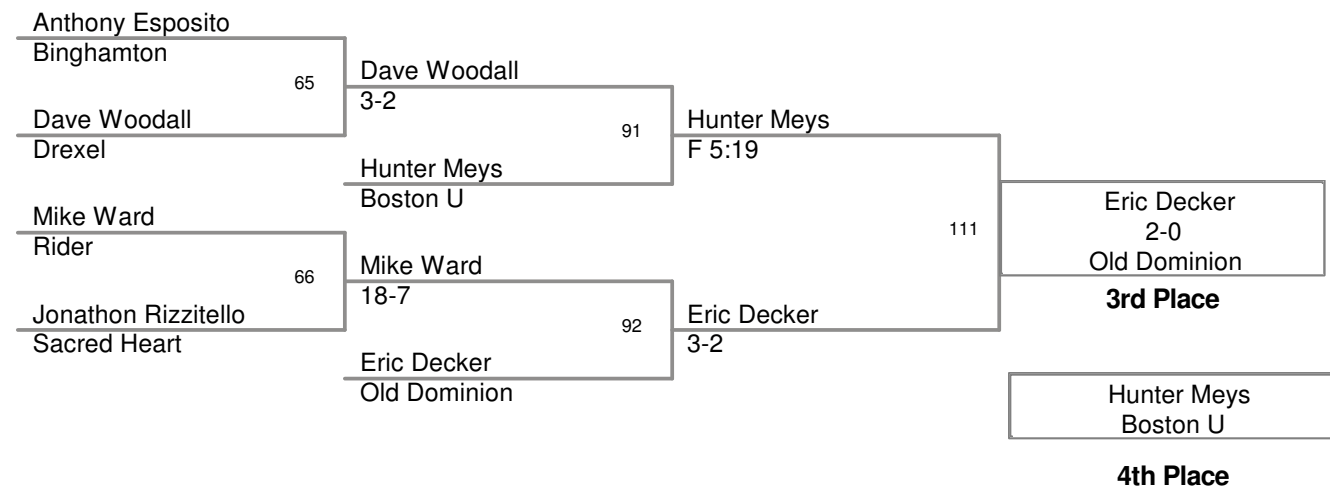 Anthony Esposito
Binghamton
65
Dave Woodall
3-2
Dave Woodall
Drexel
91
Hunter Meys
F 5:19
Hunter Meys
Boston U
Mike Ward
Rider
111
Eric Decker
2-0
Old Dominion
3rd Place
66
Mike Ward
18-7
Jonathon Rizzitello
Sacred Heart
92
Eric Decker
3-2
Eric Decker
Old Dominion
Hunter Meys
Boston U
4th Place